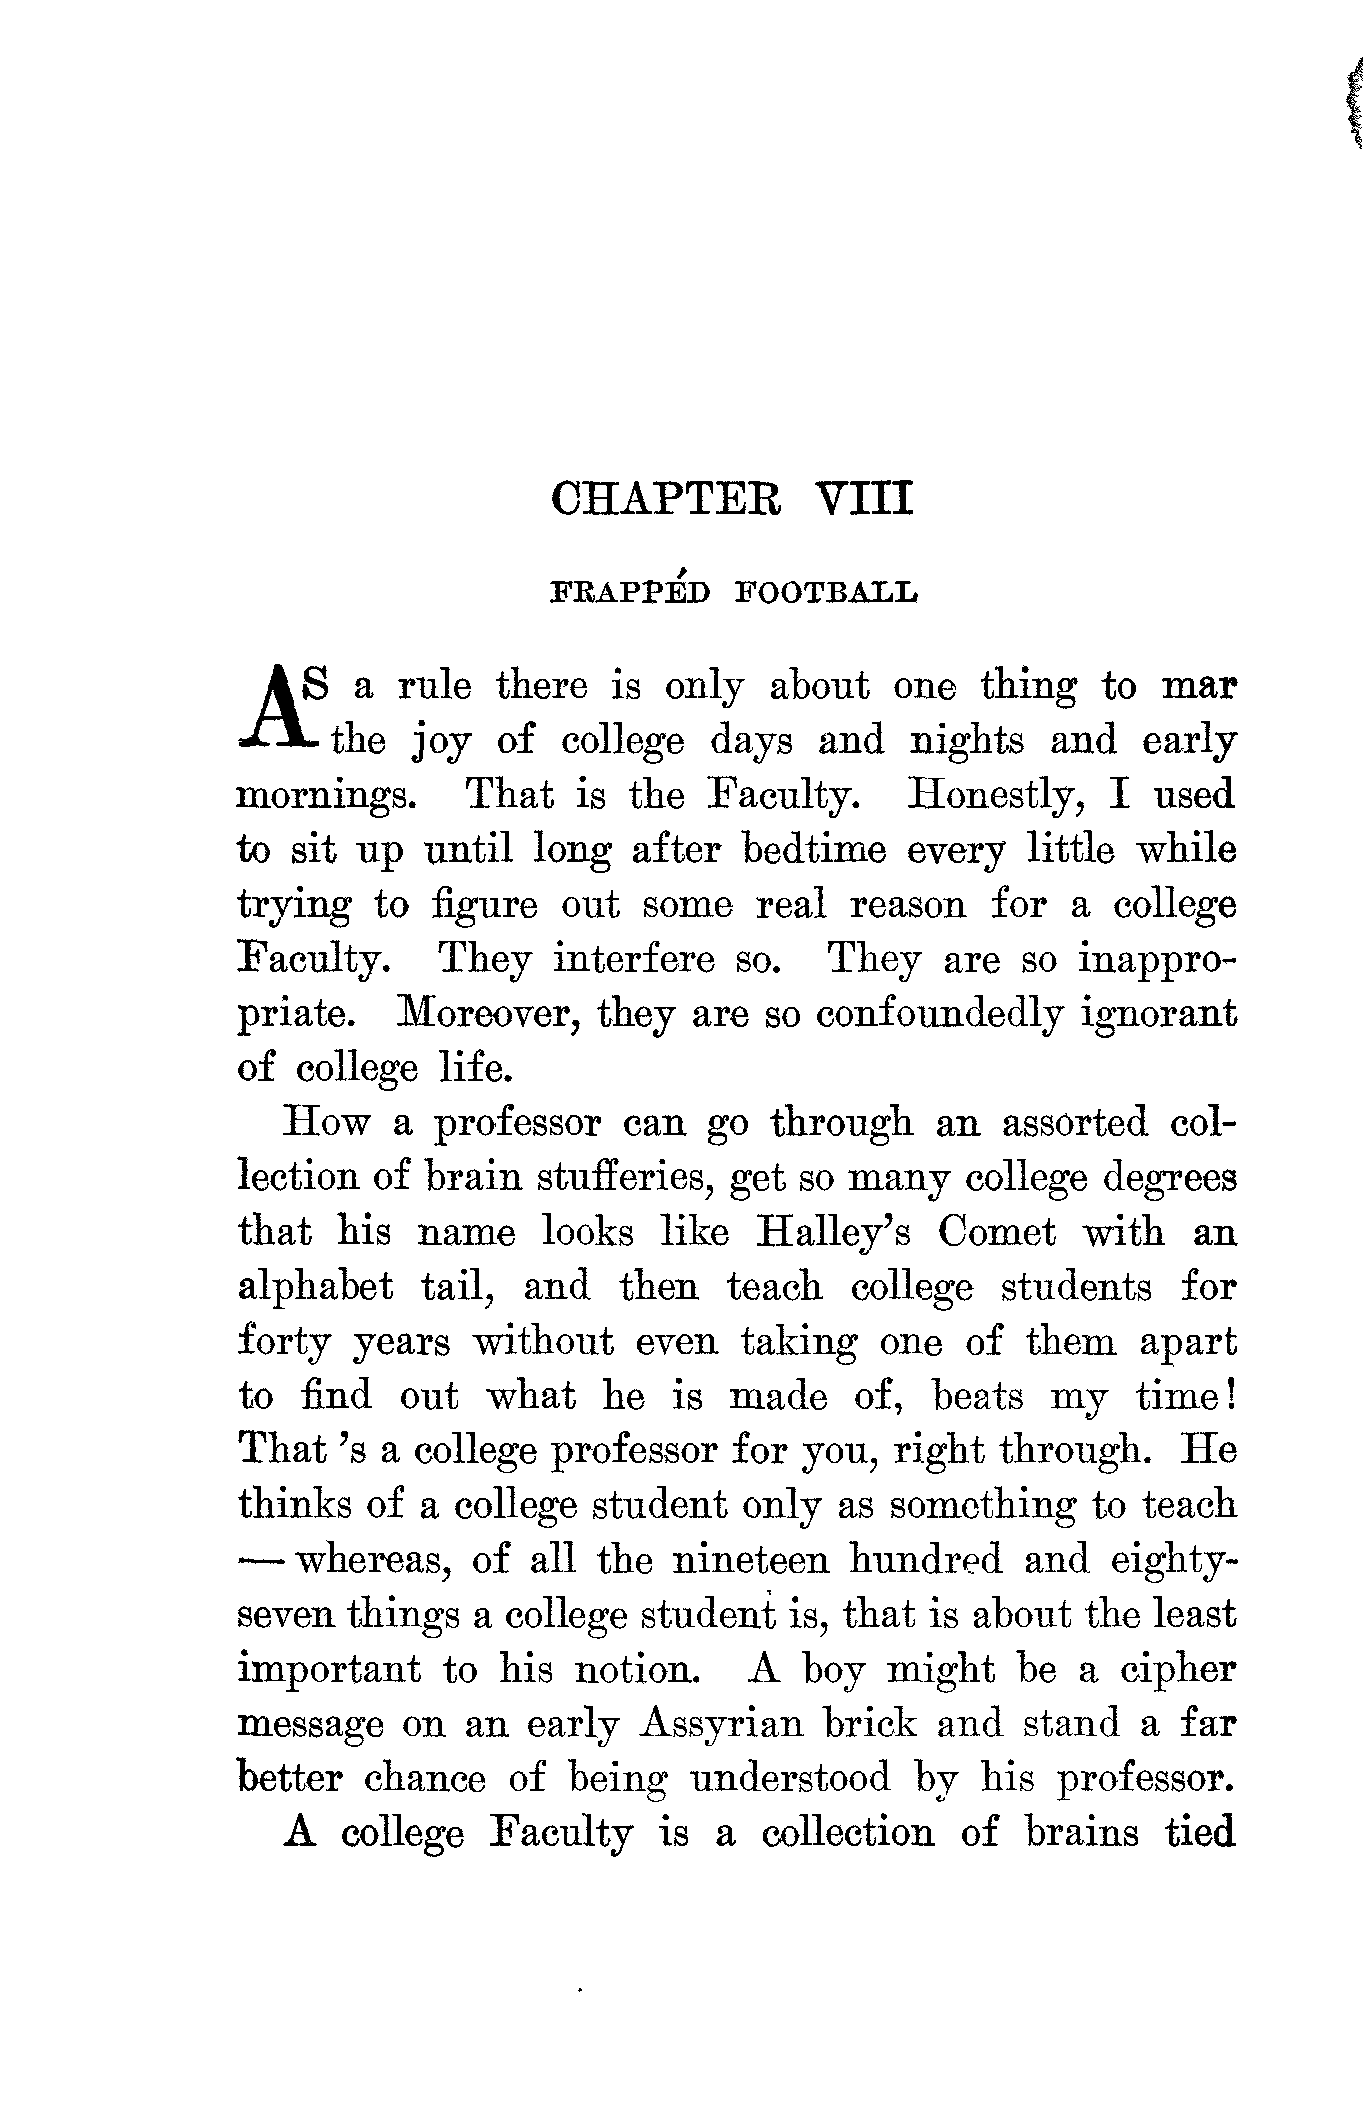 CHAPTER VIII
FRAPPÉD FOOTBALL
AS a rule there is only about one thing to mar
the joy of college days and nights and early
mornings. That is the Faculty. Honestly, I used
to sit up until long after bedtime every little while
trying to figure out some real reason for a college
Faculty. They interfere so. They are so inappro-
priate. Moreover, they are so confoundedly ignorant
of college life.
How a professor can go through an assorted col-
lection of brain stufferies, get so many college degrees
that his name looks like Halley's Comet with an
alphabet tail, and then teach college students for
forty years without even taking one of them apart
to find out what he is made of, beats my time!
That 's a college professor for you, right through. He
thinks of a college student only as something to teach
— whereas, of all the nineteen hundred and eighty-
seven things a college student is, that is about the least
important to his notion. A boy might be a cipher
message on an early Assyrian brick and stand a far
better chance of being understood by his professor.
A college Faculty is a collection of brains tied